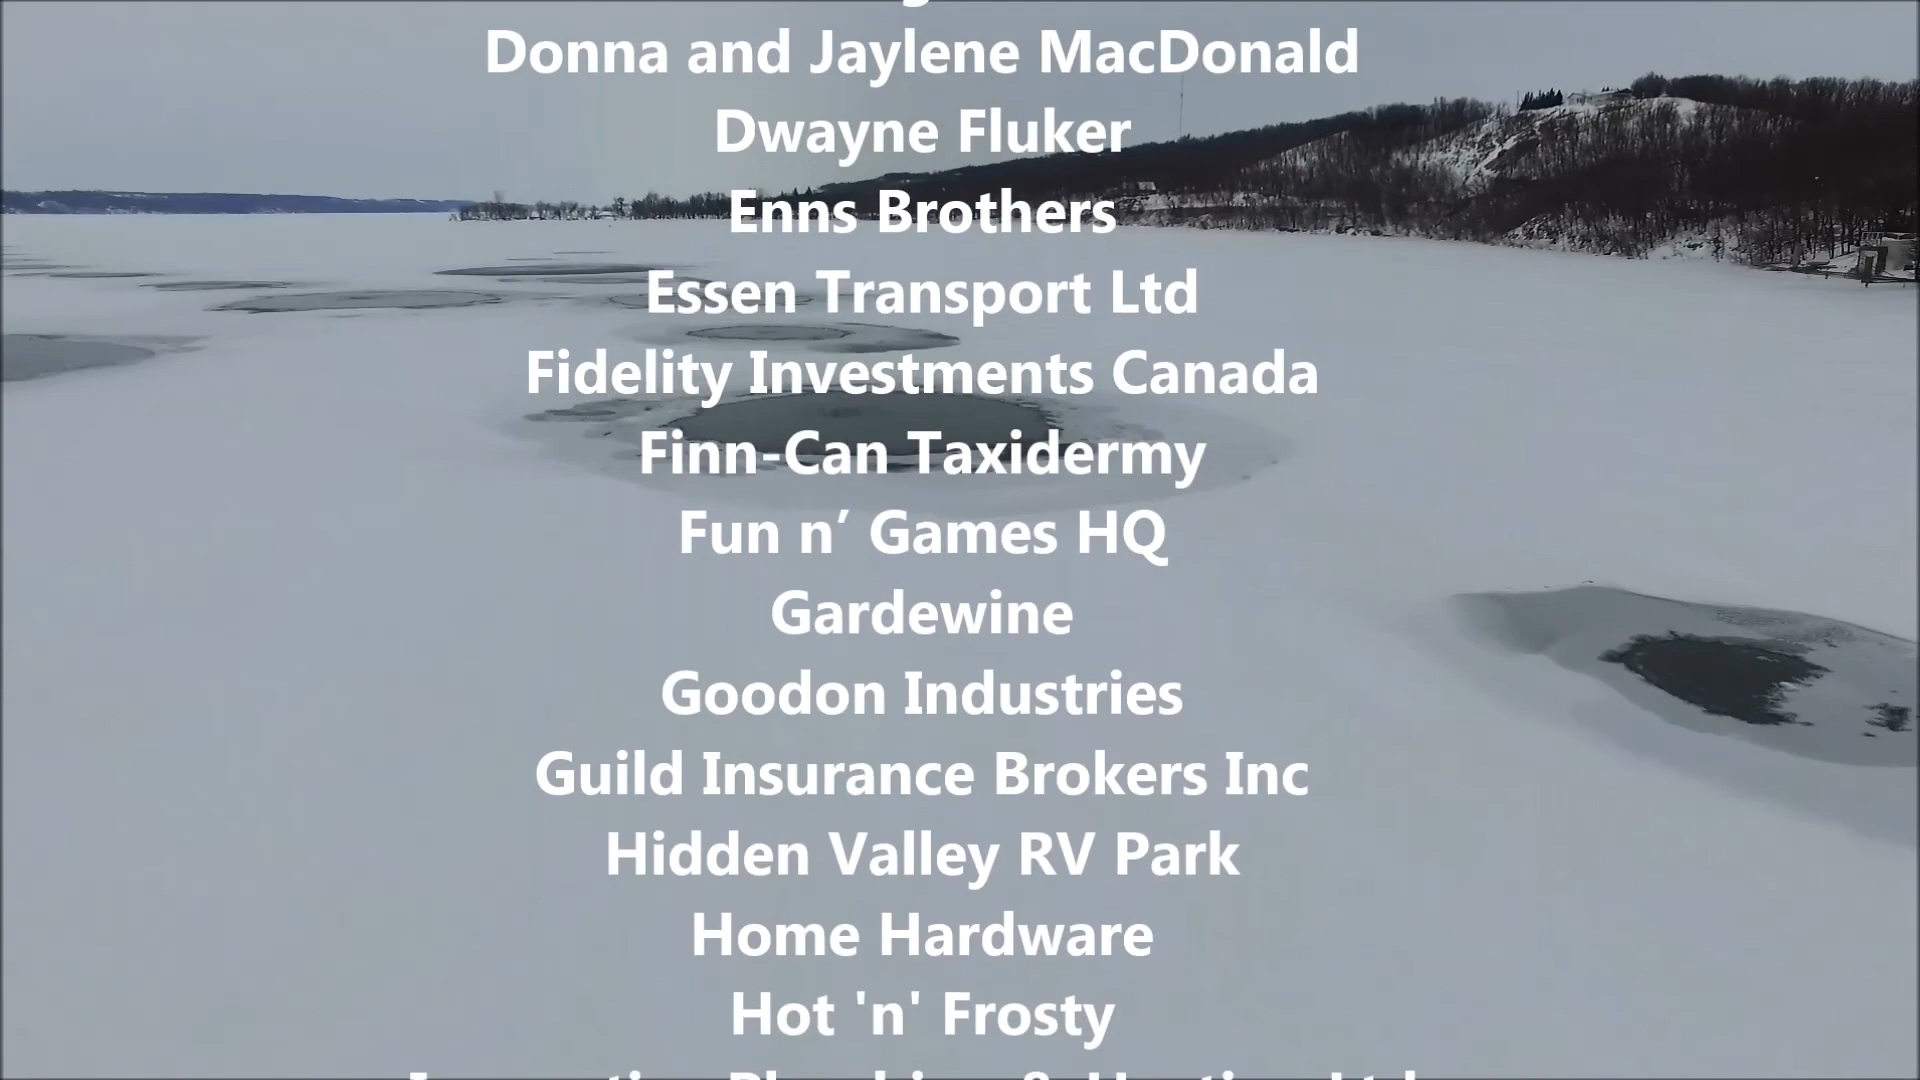 Donna and Jaylene MacDonald
Dwayne Fluker
Enns Brothers
Essen Transport Ltd
Fidelity Investments Canada
Finn-Can Taxidermy
Fun n’ Games HQ
Gardewine
Goodon Industries
Guild Insurance Brokers Inc
Hidden Valley RV Park
Home Hardware
Hot 'n' Frosty